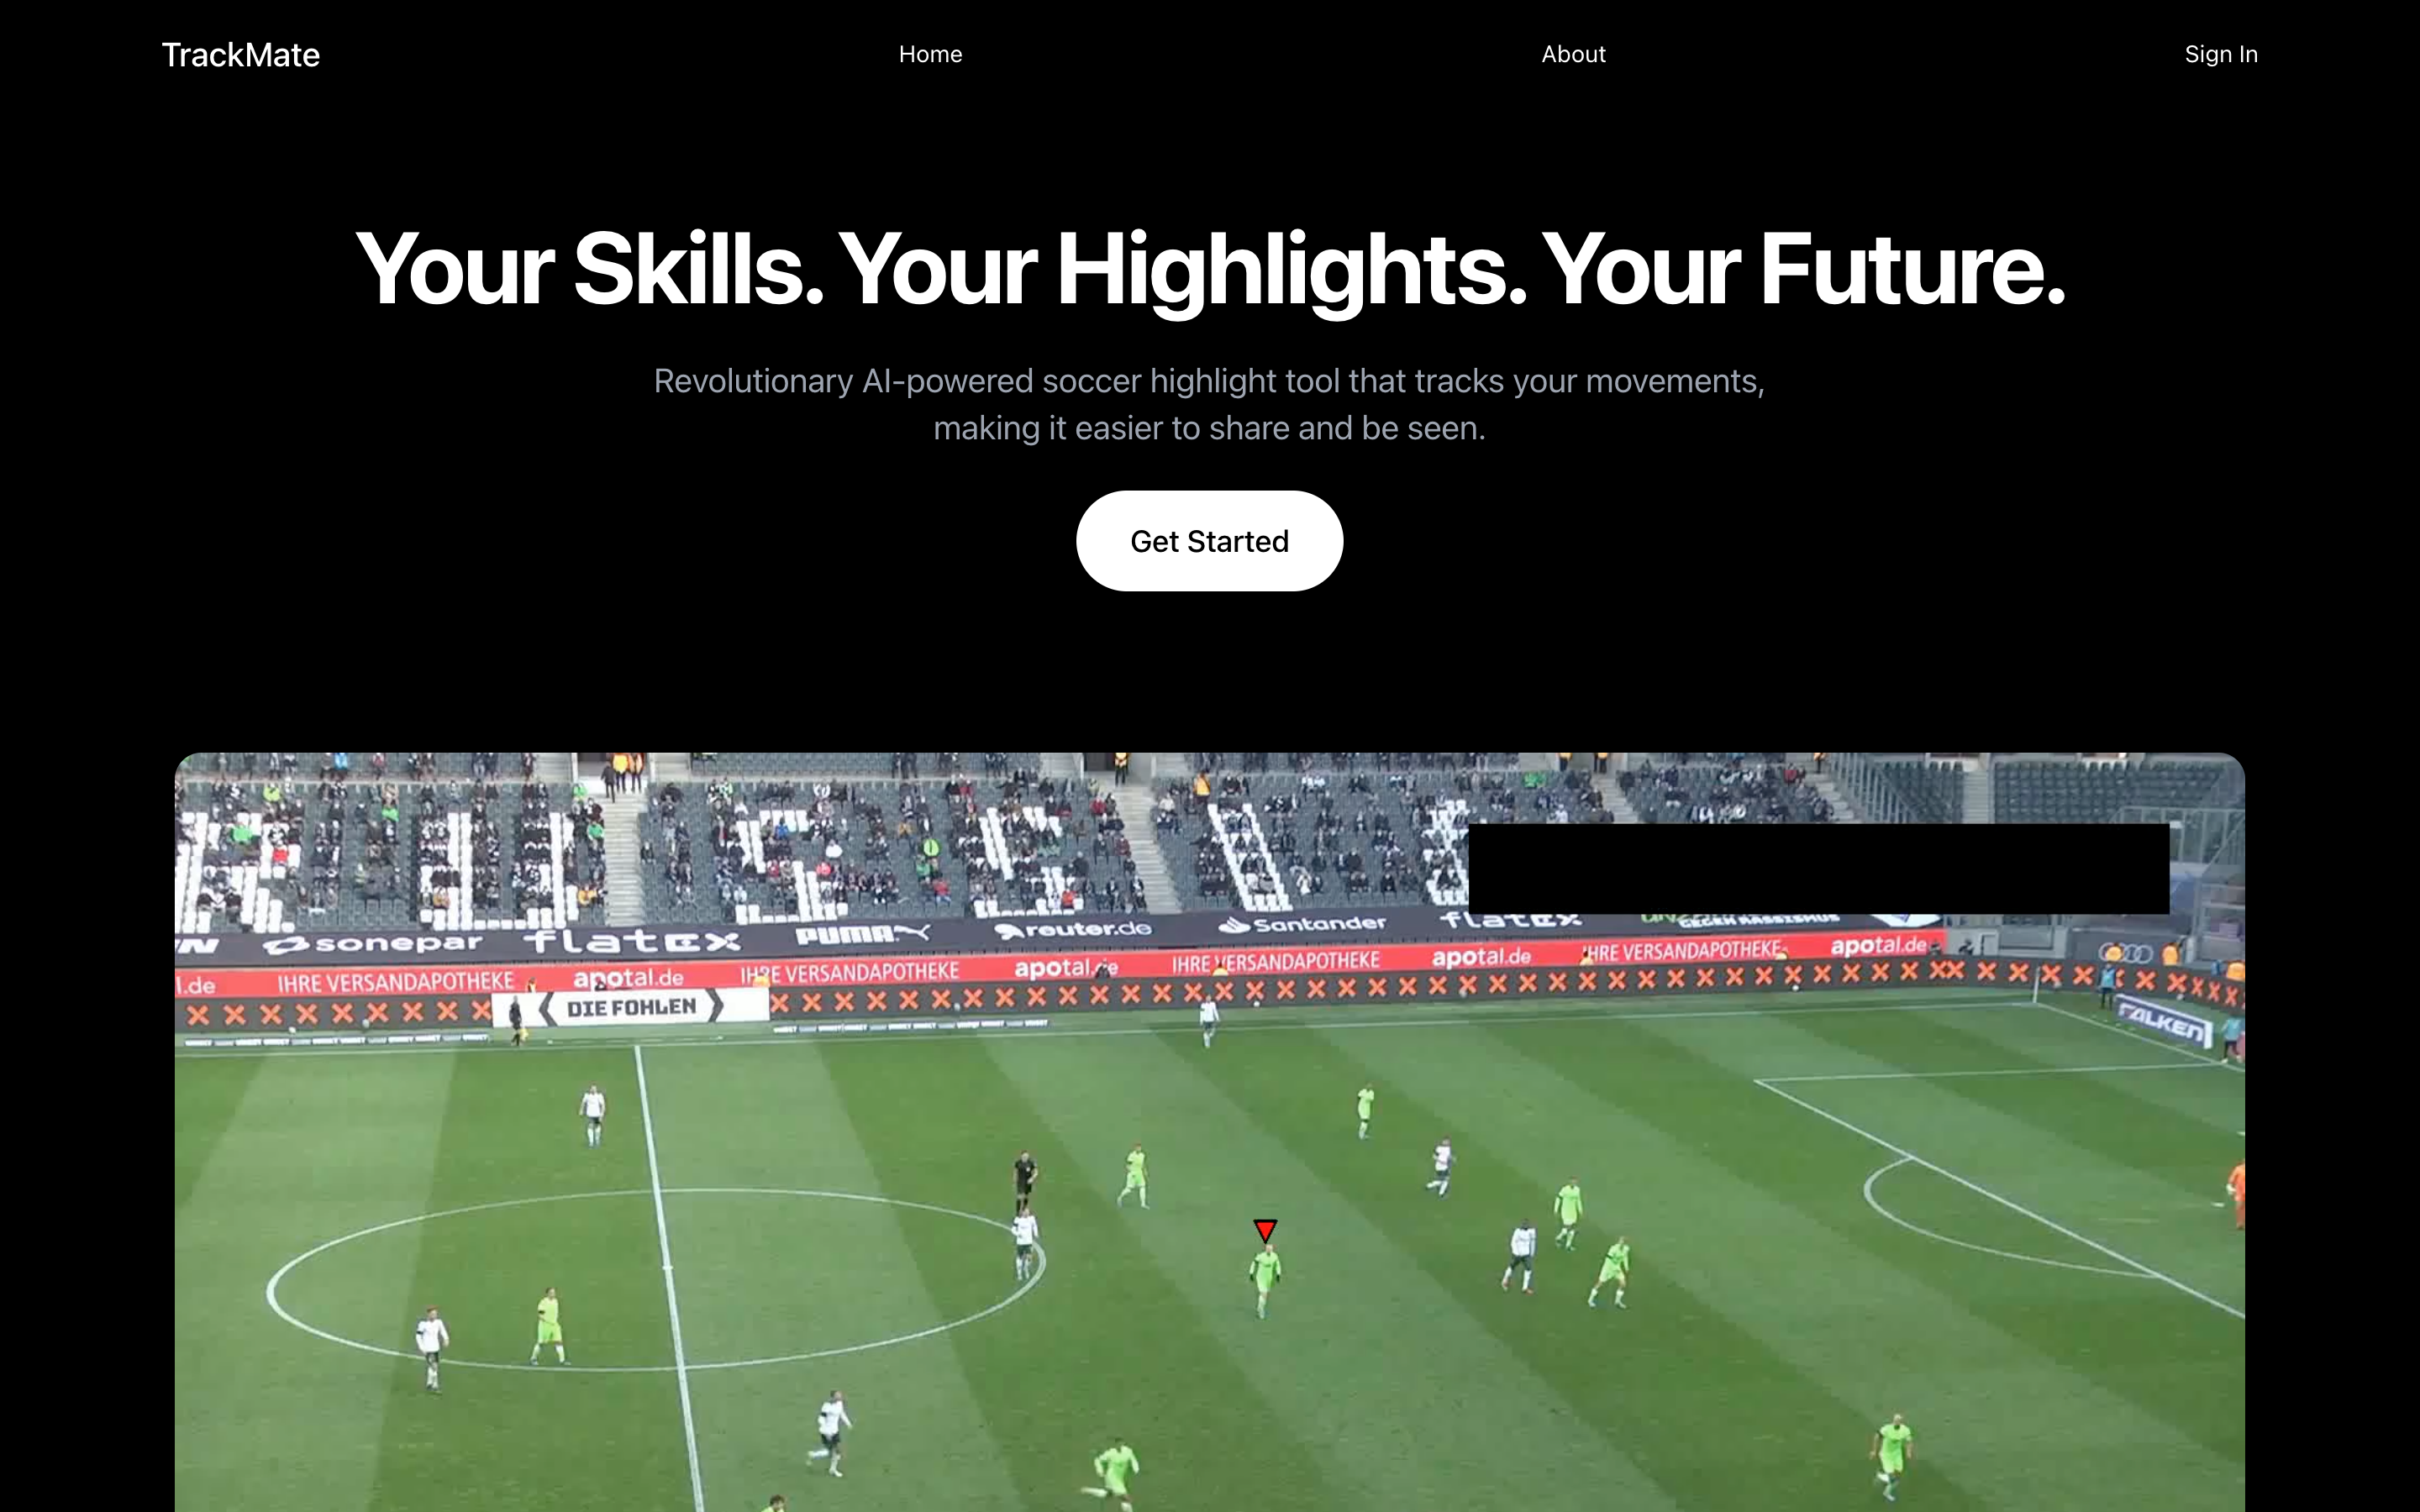 TrackMate
Home
About
Sign In
Your Skills. Your Highlights. Your Future.
Revolutionary AI-powered soccer highlight tool that tracks your movements,
making it easier to share and be seen.
Get Started
sonepar flatex PUMA reuter.de Santander flatex GEGEN RASSISMUS
l.de IHRE VERSANDAPOTHEKE apotal.de IHRE VERSANDAPOTHEKE apotal.de IHRE VERSANDAPOTHEKE apotal.de IHRE VERSANDAPOTHEKE apotal.de
DIE FOHLEN
FALKEN